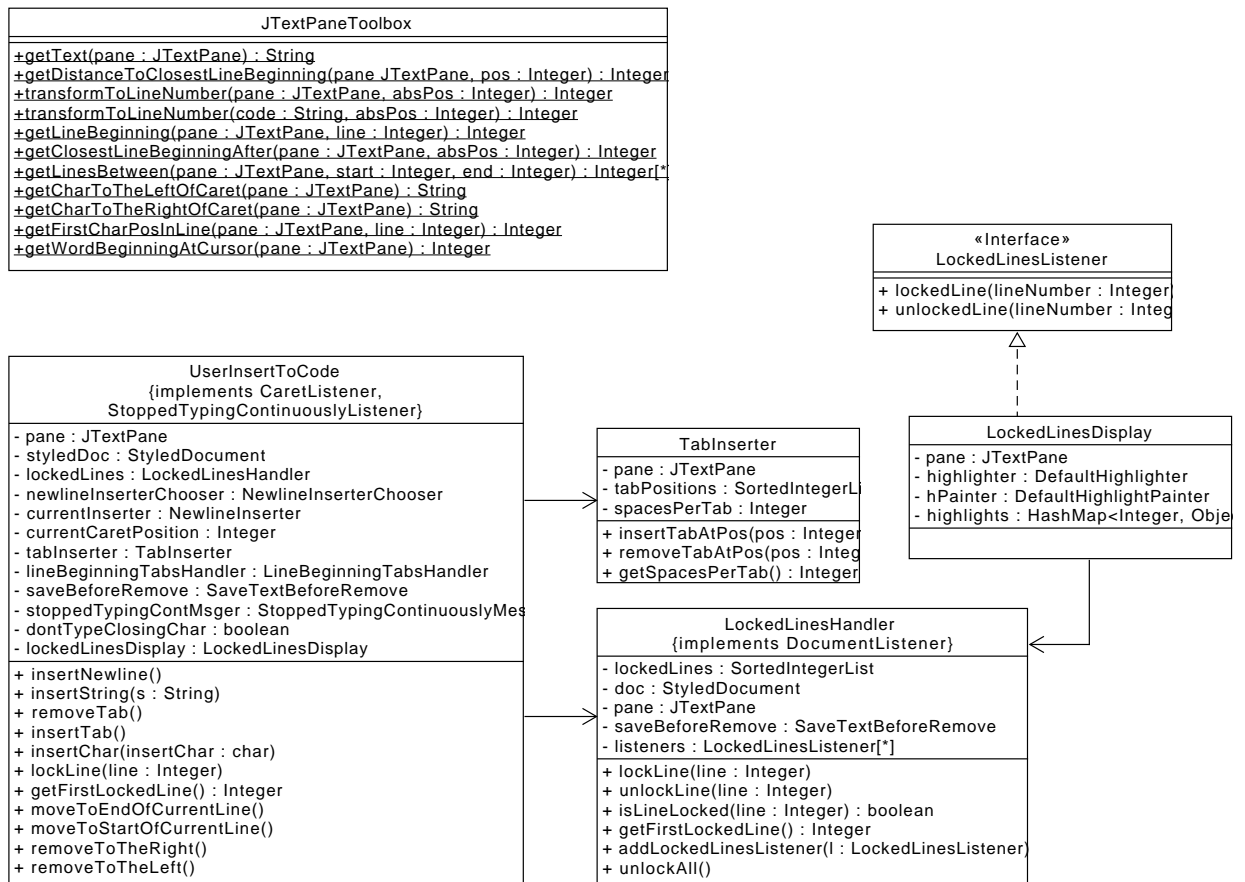 JTextPaneToolbox
+getText(pane : JTextPane) : String
+getDistanceToClosestLineBeginning(pane JTextPane, pos : Integer) : Integer
+transformToLineNumber(pane : JTextPane, absPos : Integer) : Integer
+transformToLineNumber(code : String, absPos : Integer) : Integer
+getLineBeginning(pane : JTextPane, line : Integer) : Integer
+getClosestLineBeginningAfter(pane : JTextPane, absPos : Integer) : Integer
+getLinesBetween(pane : JTextPane, start : Integer, end : Integer) : Integer[*]
+getCharToTheLeftOfCaret(pane : JTextPane) : String
+getCharToTheRightOfCaret(pane : JTextPane) : String
+getFirstCharPosInLine(pane : JTextPane, line : Integer) : Integer
+getWordBeginningAtCursor(pane : JTextPane) : Integer
«Interface»
LockedLinesListener
+ lockedLine(lineNumber : Integer)
+ unlockedLine(lineNumber : Integ
UserInsertToCode
{implements CaretListener,
StoppedTypingContinuouslyListener}
- pane : JTextPane
- styledDoc : StyledDocument
- lockedLines : LockedLinesHandler
- newlineInserterChooser : NewlineInserterChooser
- currentInserter : NewlineInserter
- currentCaretPosition : Integer
- tabInserter : TabInserter
- lineBeginningTabsHandler : LineBeginningTabsHandler
- saveBeforeRemove : SaveTextBeforeRemove
- stoppedTypingContMsger : StoppedTypingContinuouslyMes
- dontTypeClosingChar : boolean
- lockedLinesDisplay : LockedLinesDisplay
+ insertNewline()
+ insertString(s : String)
+ removeTab()
+ insertTab()
+ insertChar(insertChar : char)
+ lockLine(line : Integer)
+ getFirstLockedLine() : Integer
+ moveToEndOfCurrentLine()
+ moveToStartOfCurrentLine()
+ removeToTheRight()
+ removeToTheLeft()
TabInserter
- pane : JTextPane
- tabPositions : SortedIntegerLi
- spacesPerTab : Integer
+ insertTabAtPos(pos : Integer
+ removeTabAtPos(pos : Integ
+ getSpacesPerTab() : Integer
LockedLinesDisplay
- pane : JTextPane
- highlighter : DefaultHighlighter
- hPainter : DefaultHighlightPainter
- highlights : HashMap<Integer, Obje
LockedLinesHandler
{implements DocumentListener}
- lockedLines : SortedIntegerList
- doc : StyledDocument
- pane : JTextPane
- saveBeforeRemove : SaveTextBeforeRemove
- listeners : LockedLinesListener[*]
+ lockLine(line : Integer)
+ unlockLine(line : Integer)
+ isLineLocked(line : Integer) : boolean
+ getFirstLockedLine() : Integer
+ addLockedLinesListener(l : LockedLinesListener)
+ unlockAll()